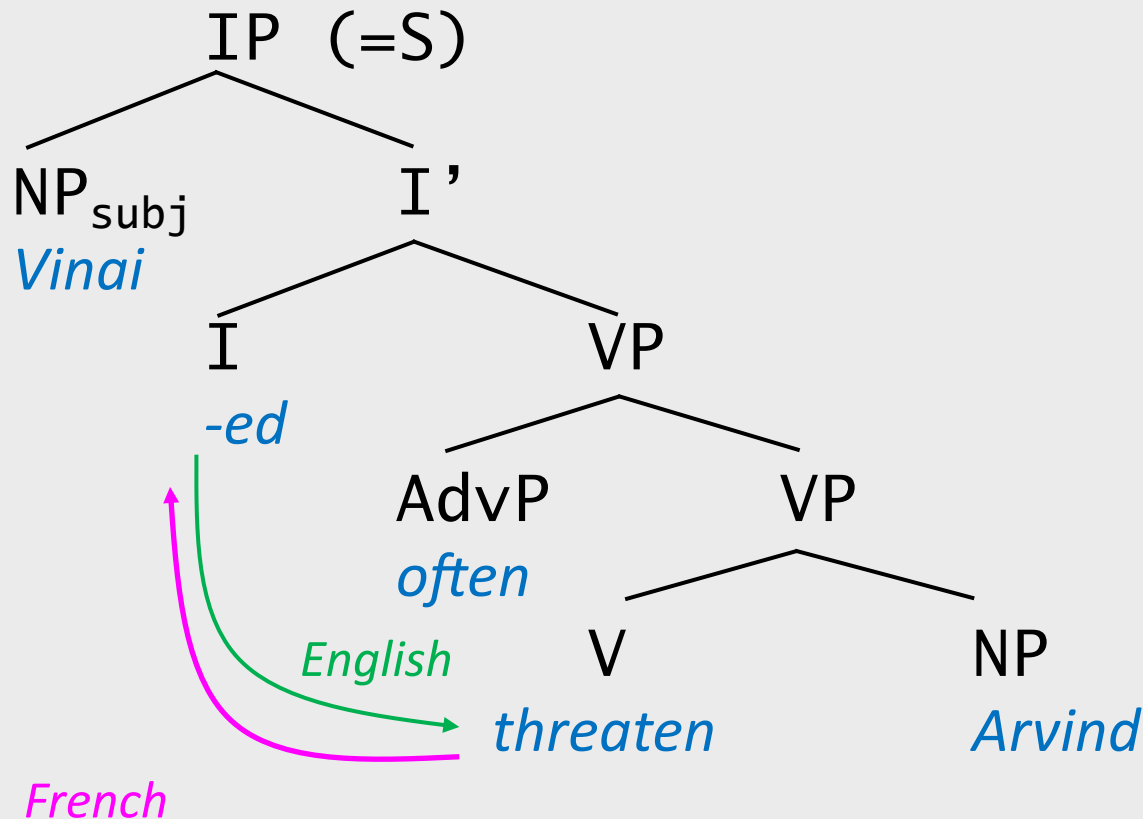 IP (=S)
NPsubj I’
Vinai
I VP
-ed
AdvP VP
often
English V NP
threaten Arvind
French